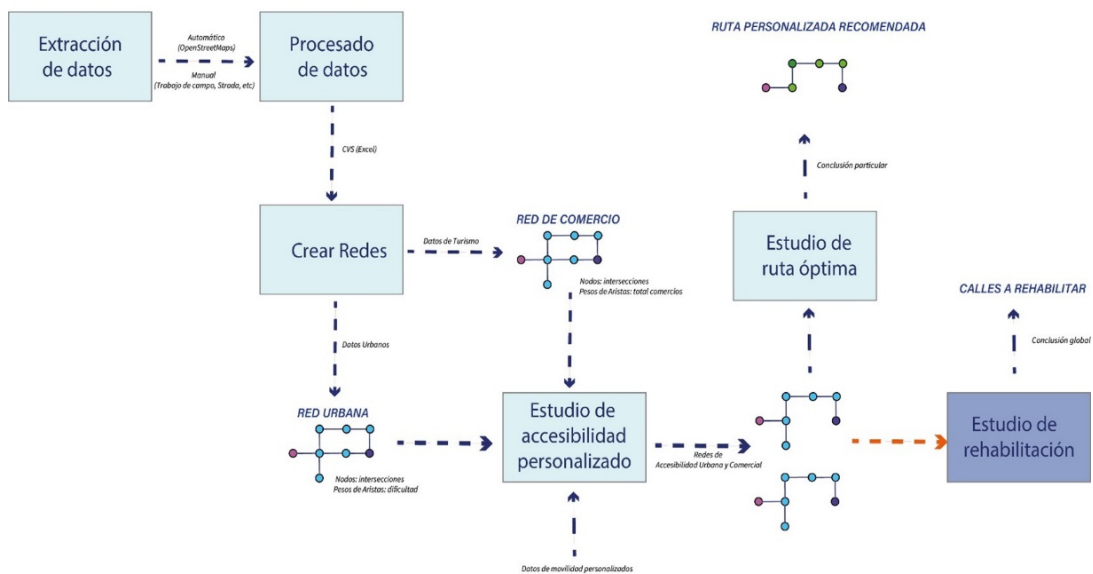 Extracción
de datos
Automática
(OpenStreetMaps)
Manual
(Trabajo de campo, Strada, etc)
Procesado
de datos
CVS (Excel)
Crear Redes
Datos de Turismo
RED DE COMERCIO
Nodos: intersecciones
Pesos de Aristas: total comercios
Datos Urbanos
RED URBANA
Nodos: intersecciones
Pesos de Aristas: dificultad
Estudio de
accesibilidad
personalizado
Datos de movilidad personalizados
Redes de
Accesibilidad Urbana y Comercial
Estudio de
ruta óptima
Conclusión particular
RUTA PERSONALIZADA RECOMENDADA
Estudio de
rehabilitación
Conclusión global
CALLES A REHABILITAR